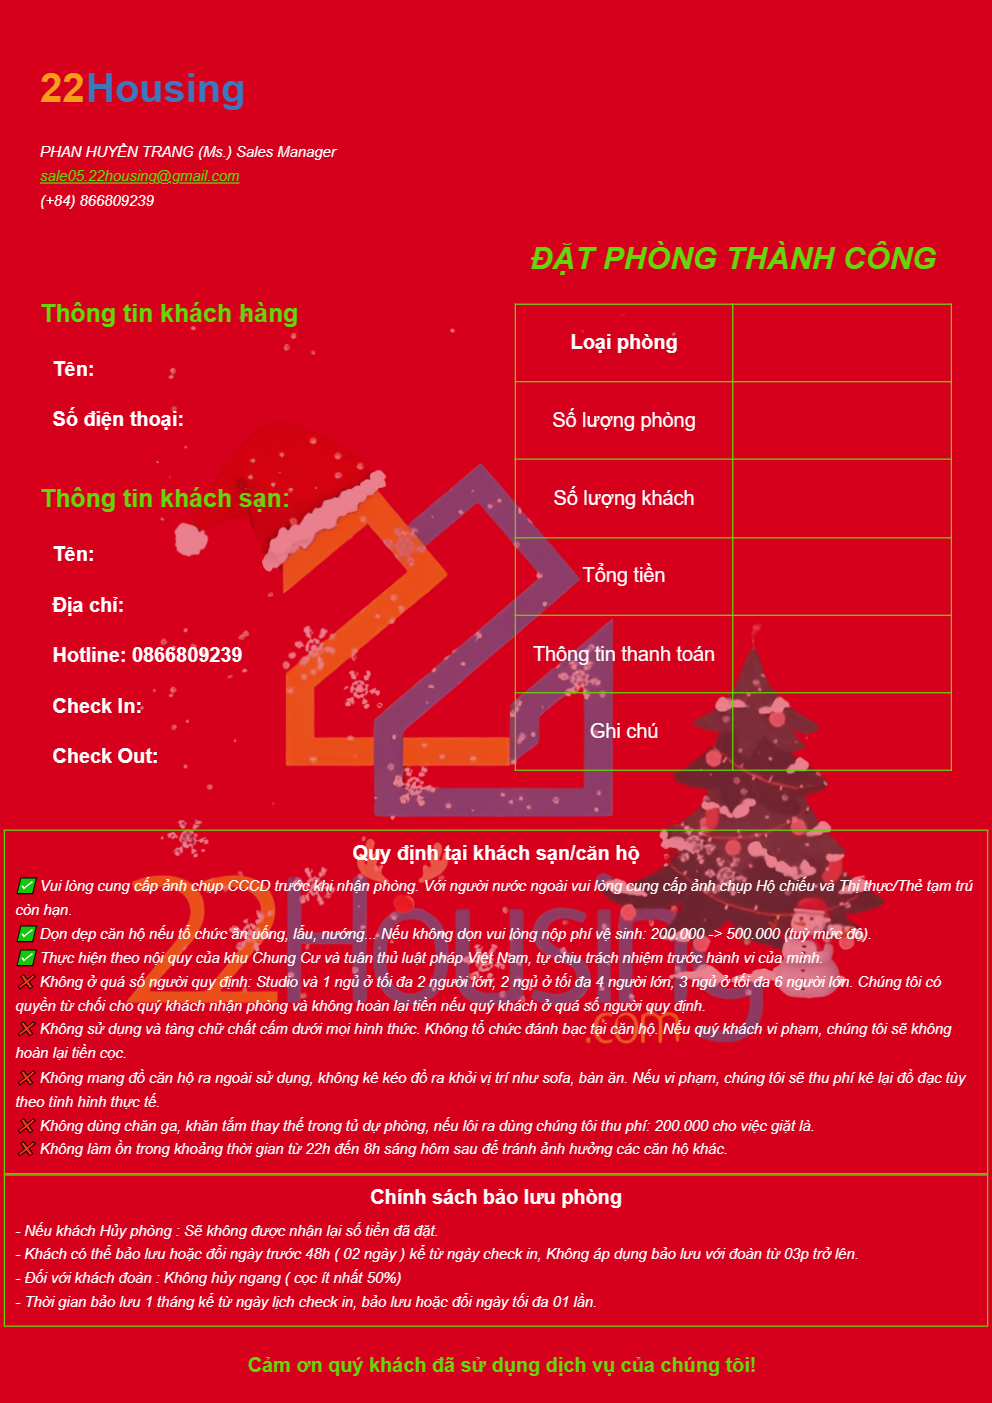 22Housing
PHAN HUYỀN TRANG (Ms.) Sales Manager
sale05.22housing@gmail.com
(+84) 866809239
ĐẶT PHÒNG THÀNH CÔNG
Thông tin khách hàng
Tên:
Số điện thoại:
Thông tin khách sạn:
Tên:
Địa chỉ:
Hotline: 0866809239
Check In:
Check Out:
Loại phòng
Số lượng phòng
Số lượng khách
Tổng tiền
Thông tin thanh toán
Ghi chú
22Housing
.com
Quy định tại khách sạn/căn hộ
✅ Vui lòng cung cấp ảnh chụp CCCD trước khi nhận phòng. Với người nước ngoài vui lòng cung cấp ảnh chụp Hộ chiếu và Thị thực/Thẻ tạm trú
còn hạn.
✅ Dọn dẹp căn hộ nếu tổ chức ăn uống, lẩu, nướng... Nếu không dọn vui lòng nộp phí vệ sinh: 200.000 -> 500.000 (tuỳ mức độ).
✅ Thực hiện theo nội quy của khu Chung Cư và tuân thủ luật pháp Việt Nam, tự chịu trách nhiệm trước hành vi của mình.
❌ Không ở quá số người quy định: Studio và 1 ngủ ở tối đa 2 người lớn, 2 ngủ ở tối đa 4 người lớn, 3 ngủ ở tối đa 6 người lớn. Chúng tôi có
quyền từ chối cho quý khách nhận phòng và không hoàn lại tiền nếu quý khách ở quá số người quy định.
❌ Không sử dụng và tàng chữ chất cấm dưới mọi hình thức. Không tổ chức đánh bạc tại căn hộ. Nếu quý khách vi phạm, chúng tôi sẽ không
hoàn lại tiền cọc.
❌ Không mang đồ căn hộ ra ngoài sử dụng, không kê kéo đồ ra khỏi vị trí như sofa, bàn ăn. Nếu vi phạm, chúng tôi sẽ thu phí kê lại đồ đạc tùy
theo tình hình thực tế.
❌ Không dùng chăn ga, khăn tắm thay thế trong tủ dự phòng, nếu lôi ra dùng chúng tôi thu phí: 200.000 cho việc giặt là.
❌ Không làm ồn trong khoảng thời gian từ 22h đến 8h sáng hôm sau để tránh ảnh hưởng các căn hộ khác.
Chính sách bảo lưu phòng
- Nếu khách Hủy phòng : Sẽ không được nhận lại số tiền đã đặt.
- Khách có thể bảo lưu hoặc đổi ngày trước 48h ( 02 ngày ) kể từ ngày check in, Không áp dụng bảo lưu với đoàn từ 03p trở lên.
- Đối với khách đoàn : Không hủy ngang ( cọc ít nhất 50%)
- Thời gian bảo lưu 1 tháng kể từ ngày lịch check in, bảo lưu hoặc đổi ngày tối đa 01 lần.
Cảm ơn quý khách đã sử dụng dịch vụ của chúng tôi!